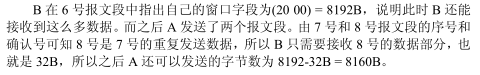 B 在 6 号报文段中指出自己的窗口字段为(20 00) = 8192B，说明此时 B 还能
接收到这么多数据。而之后 A 发送了两个报文段。由 7 号和 8 号报文段的序号和
确认号可知 8 号是 7 号的重复发送数据，所以 B 只需要接收 8 号的数据部分，也
就是 32B，所以之后 A 还可以发送的字节数为 8192-32B = 8160B。